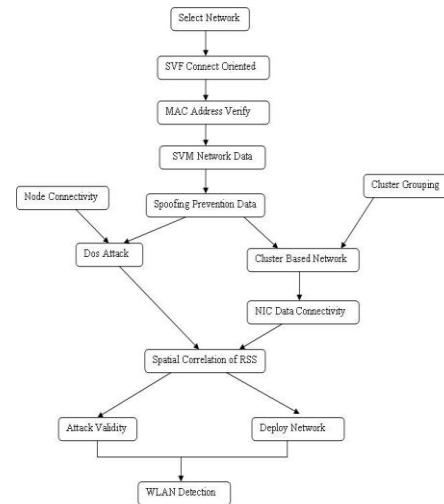 Select Network
SVF Connect Oriented
MAC Address Verify
SVM Network Data
Node Connectivity
Spoofing Prevention Data
Cluster Grouping
Dos Attack
Cluster Based Network
NIC Data Connectivity
Spatial Correlation of RSS
Attack Validity
Deploy Network
WLAN Detection